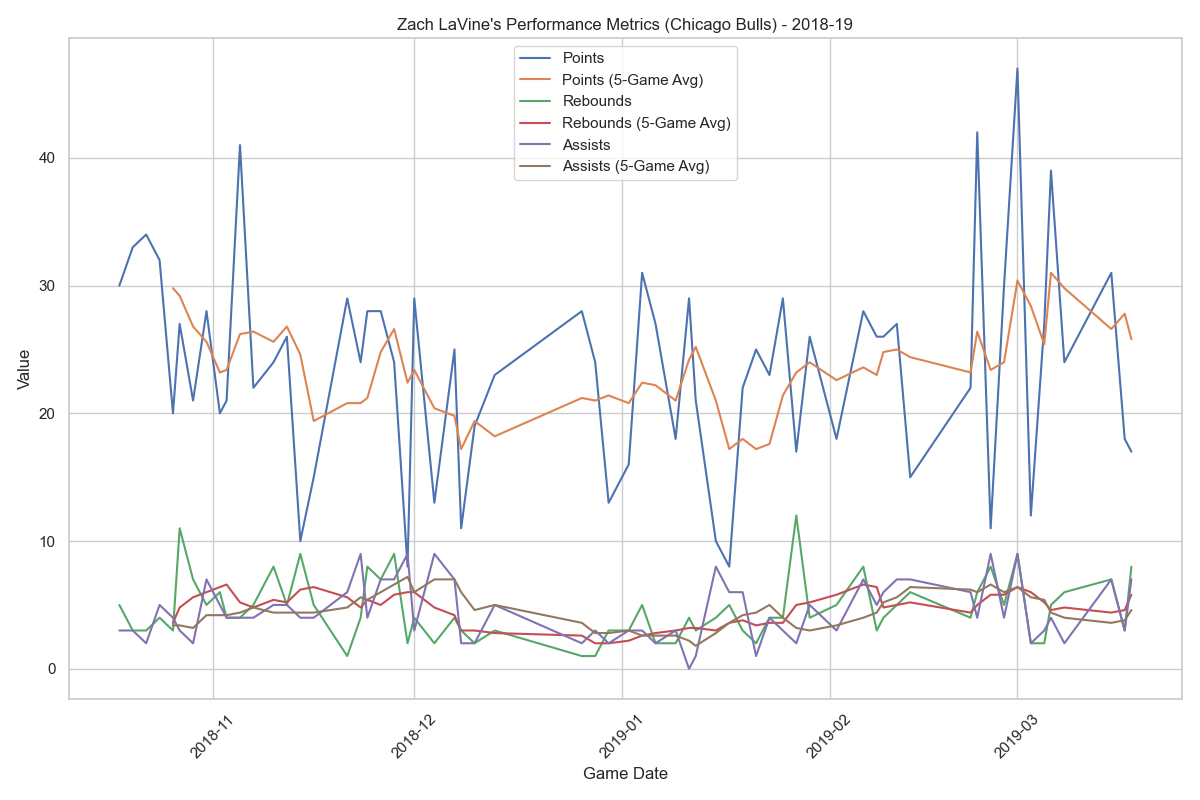 Zach LaVine's Performance Metrics (Chicago Bulls) - 2018-19
Points
Points (5-Game Avg)
Rebounds
Rebounds (5-Game Avg)
Assists
Assists (5-Game Avg)
Value
40
30
20
10
0
2018-11
2018-12
2019-01
2019-02
2019-03
Game Date